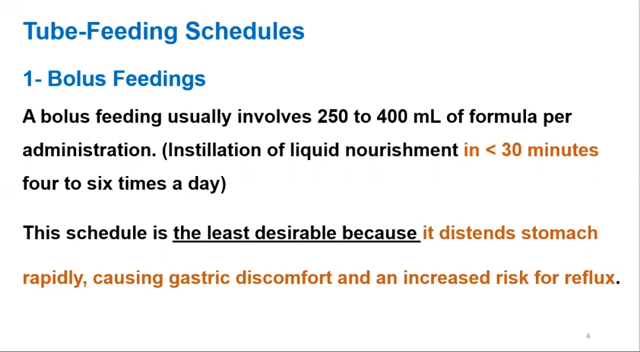 Tube-Feeding Schedules
1- Bolus Feedings
A bolus feeding usually involves 250 to 400 mL of formula per
administration. (Instillation of liquid nourishment in < 30 minutes
four to six times a day)
This schedule is the least desirable because it distends stomach
rapidly, causing gastric discomfort and an increased risk for reflux.
4